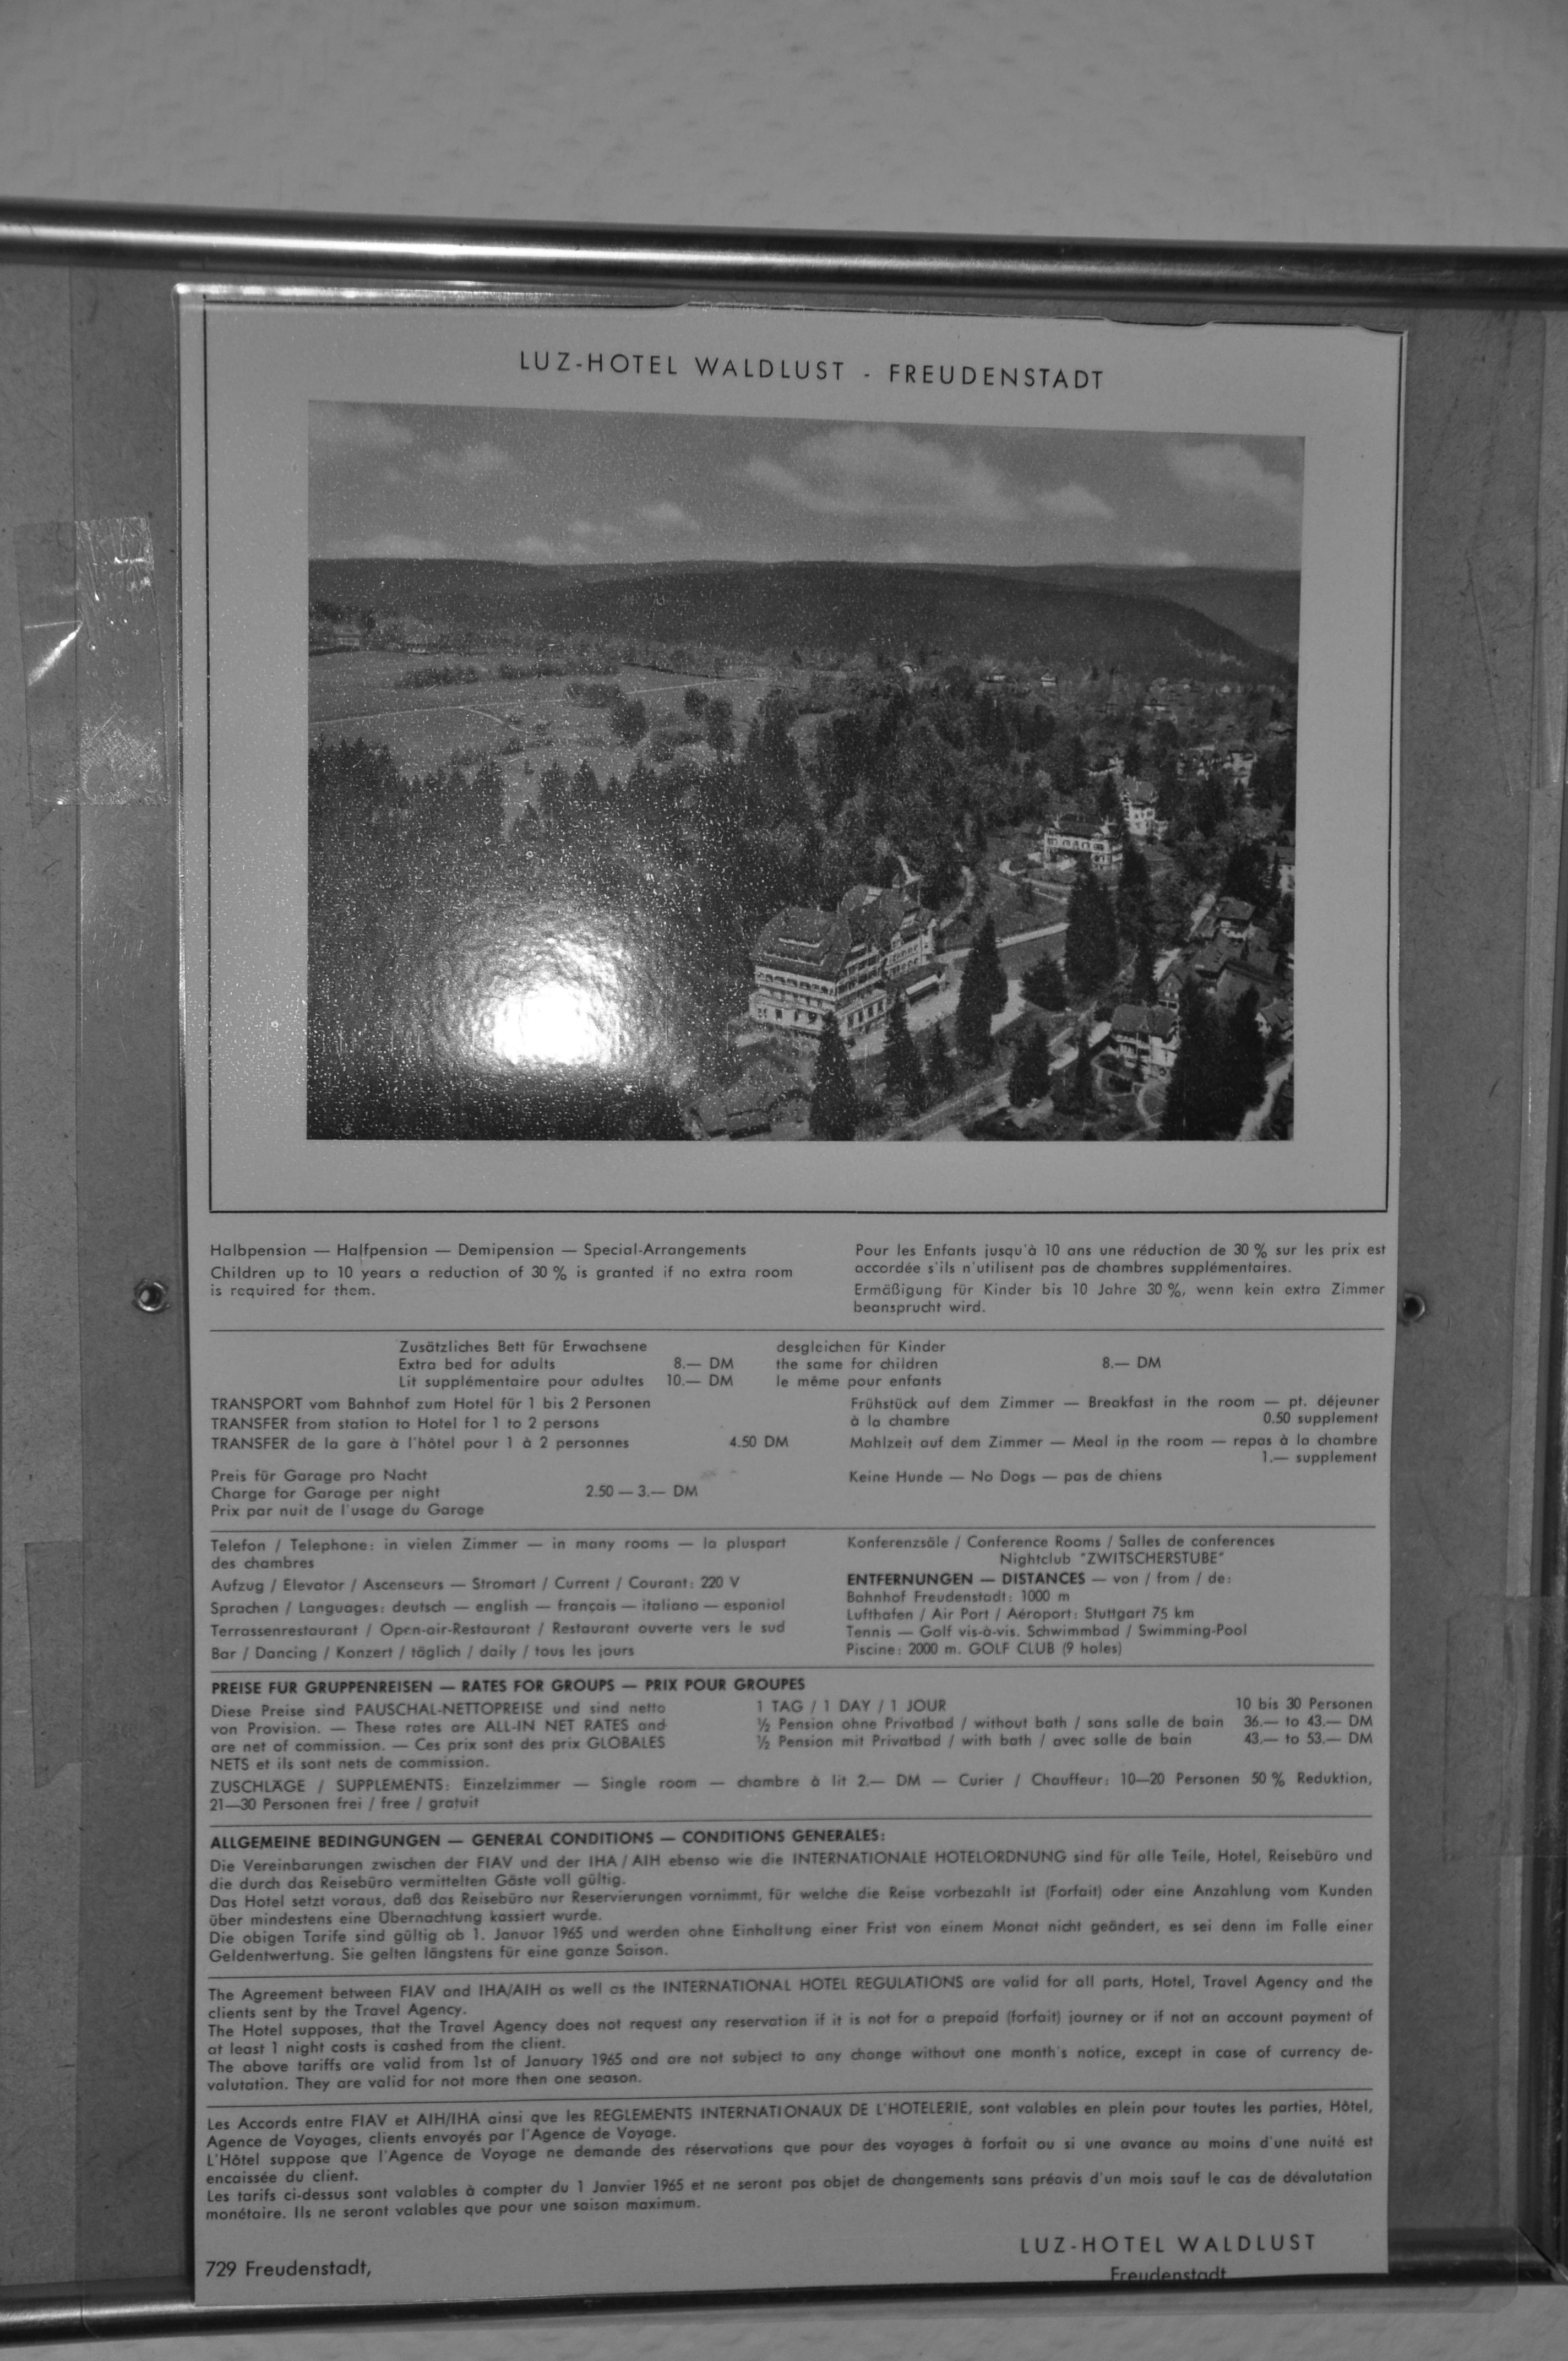 LUZ-HOTEL WALDLUST - FREUDENSTADT
Halbpension — Halfpension — Demipension — Special-Arrangements
Children up to 10 years a reduction of 30 % is granted if no extra room
is required for them.
Pour les Enfants jusqu'à 10 ans une réduction de 30 % sur les prix est
accordée s'ils n'utilisent pas de chambres supplémentaires.
Ermäßigung für Kinder bis 10 Jahre 30 %, wenn kein extra Zimmer
beansprucht wird.
Zusätzliches Bett für Erwachsene
Extra bed for adults 8.— DM
Lit supplémentaire pour adultes 10.— DM
desgleichen für Kinder
the same for children 8.— DM
le même pour enfants
TRANSPORT vom Bahnhof zum Hotel für 1 bis 2 Personen
TRANSFER from station to Hotel for 1 to 2 persons
TRANSFER de la gare à l'hôtel pour 1 à 2 personnes 4.50 DM
Preis für Garage pro Nacht
Charge for Garage per night 2.50 — 3.— DM
Prix par nuit de l'usage du Garage
Frühstück auf dem Zimmer — Breakfast in the room — pt. déjeuner
à la chambre 0.50 supplement
Mahlzeit auf dem Zimmer — Meal in the room — repas à la chambre
1.— supplement
Keine Hunde — No Dogs — pas de chiens
Telefon / Telephone: in vielen Zimmer — in many rooms — la pluspart
des chambres
Aufzug / Elevator / Ascenseurs — Stromart / Current / Courant: 220 V
Sprachen / Languages: deutsch — english — français — italiano — espaniol
Terrassenrestaurant / Open-air-Restaurant / Restaurant ouverte vers le sud
Bar / Dancing / Konzert / täglich / daily / tous les jours
Konferenzsäle / Conference Rooms / Salles de conferences
Nightclub "ZWITSCHERSTUBE"
ENTFERNUNGEN — DISTANCES — von / from / de:
Bahnhof Freudenstadt: 1000 m
Lufthafen / Air Port / Aéroport: Stuttgart 75 km
Tennis — Golf vis-à-vis. Schwimmbad / Swimming-Pool
Piscine: 2000 m. GOLF CLUB (9 holes)
PREISE FUR GRUPPENREISEN — RATES FOR GROUPS — PRIX POUR GROUPES
Diese Preise sind PAUSCHAL-NETTOPREISE und sind netto
von Provision. — These rates are ALL-IN NET RATES and
are net of commission. — Ces prix sont des prix GLOBALES
NETS et ils sont nets de commission.
1 TAG / 1 DAY / 1 JOUR 10 bis 30 Personen
½ Pension ohne Privatbad / without bath / sans salle de bain 36.— to 43.— DM
½ Pension mit Privatbad / with bath / avec salle de bain 43.— to 53.— DM
ZUSCHLÄGE / SUPPLEMENTS: Einzelzimmer — Single room — chambre à lit 2.— DM — Curier / Chauffeur: 10—20 Personen 50 % Reduktion,
21—30 Personen frei / free / gratuit
ALLGEMEINE BEDINGUNGEN — GENERAL CONDITIONS — CONDITIONS GENERALES:
Die Vereinbarungen zwischen der FIAV und der IHA / AIH ebenso wie die INTERNATIONALE HOTELORDNUNG sind für alle Teile, Hotel, Reisebüro und
die durch das Reisebüro vermittelten Gäste voll gültig.
Das Hotel setzt voraus, daß das Reisebüro nur Reservierungen vornimmt, für welche die Reise vorbezahlt ist (Forfait) oder eine Anzahlung vom Kunden
über mindestens eine Übernachtung kassiert wurde.
Die obigen Tarife sind gültig ab 1. Januar 1965 und werden ohne Einhaltung einer Frist von einem Monat nicht geändert, es sei denn im Falle einer
Geldentwertung. Sie gelten längstens für eine ganze Saison.
The Agreement between FIAV and IHA/AIH as well as the INTERNATIONAL HOTEL REGULATIONS are valid for all parts, Hotel, Travel Agency and the
clients sent by the Travel Agency.
The Hotel supposes, that the Travel Agency does not request any reservation if it is not for a prepaid (forfait) journey or if not an account payment of
at least 1 night costs is cashed from the client.
The above tariffs are valid from 1st of January 1965 and are not subject to any change without one month's notice, except in case of currency de-
valutation. They are valid for not more then one season.
Les Accords entre FIAV et AIH/IHA ainsi que les REGLEMENTS INTERNATIONAUX DE L'HOTELERIE, sont valables en plein pour toutes les parties, Hôtel,
Agence de Voyages, clients envoyés par l'Agence de Voyage.
L'Hôtel suppose que l'Agence de Voyage ne demande des réservations que pour des voyages à forfait ou si une avance au moins d'une nuité est
encaissée du client.
Les tarifs ci-dessus sont valables à compter du 1 Janvier 1965 et ne seront pas objet de changements sans préavis d'un mois sauf le cas de dévalutation
monétaire. Ils ne seront valables que pour une saison maximum.
729 Freudenstadt,
LUZ-HOTEL WALDLUST
Freudenstadt